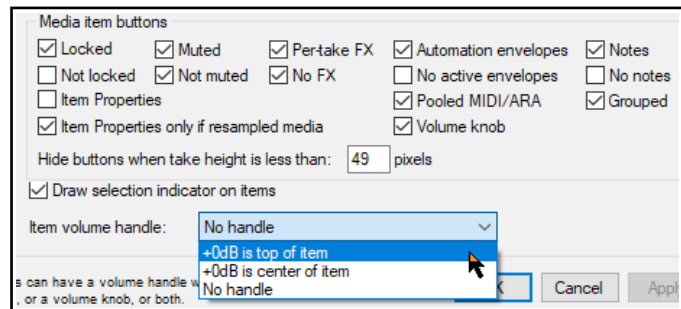 Media item buttons
Locked Muted Per-take FX Automation envelopes Notes
Not locked Not muted No FX No active envelopes No notes
Item Properties Pooled MIDI/ARA Grouped
Item Properties only if resampled media Volume knob
Hide buttons when take height is less than: 49 pixels
Draw selection indicator on items
Item volume handle: No handle
+0dB is top of item
+0dB is center of item
s can have a volume handle No handle Cancel
, or a volume knob, or both.